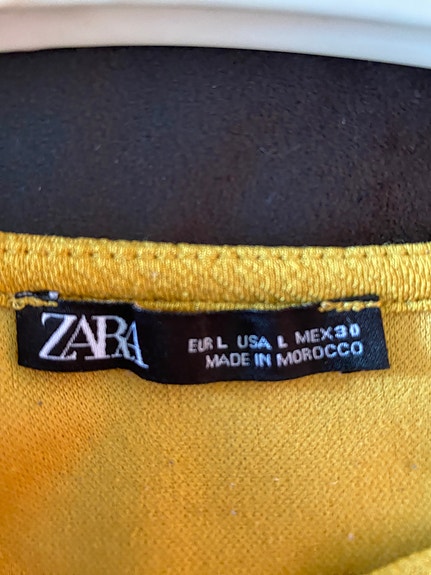 ZARA
EUR L USA L MEX 30
MADE IN MOROCCO